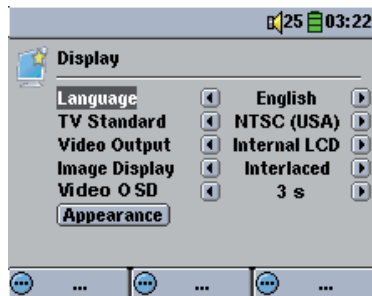 25 03:22
Display
Language English
TV Standard NTSC (USA)
Video Output Internal LCD
Image Display Interlaced
Video OSD 3 s
Appearance
... ... ...